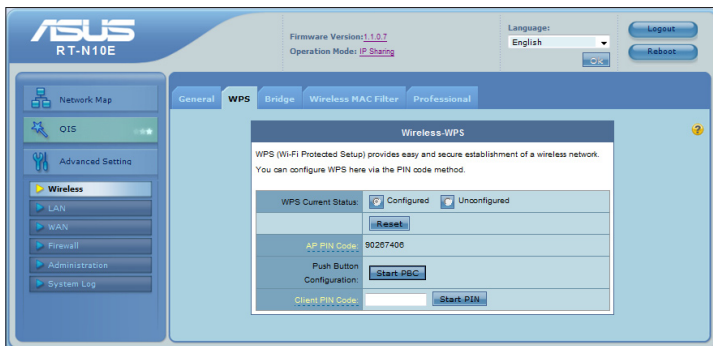 ASUS
RT-N10E
Firmware Version:1.1.0.7
Operation Mode: IP Sharing
Language:
English
OK
Logout
Reboot
Network Map
OIS
Advanced Setting
Wireless
LAN
WAN
Firewall
Administration
System Log
General WPS Bridge Wireless MAC Filter Professional
Wireless-WPS
WPS (Wi-Fi Protected Setup) provides easy and secure establishment of a wireless network.
You can configure WPS here via the PIN code method.
WPS Current Status: Configured Unconfigured
Reset
AP PIN Code: 90267406
Push Button
Configuration: Start PBC
Client PIN Code: Start PIN
?